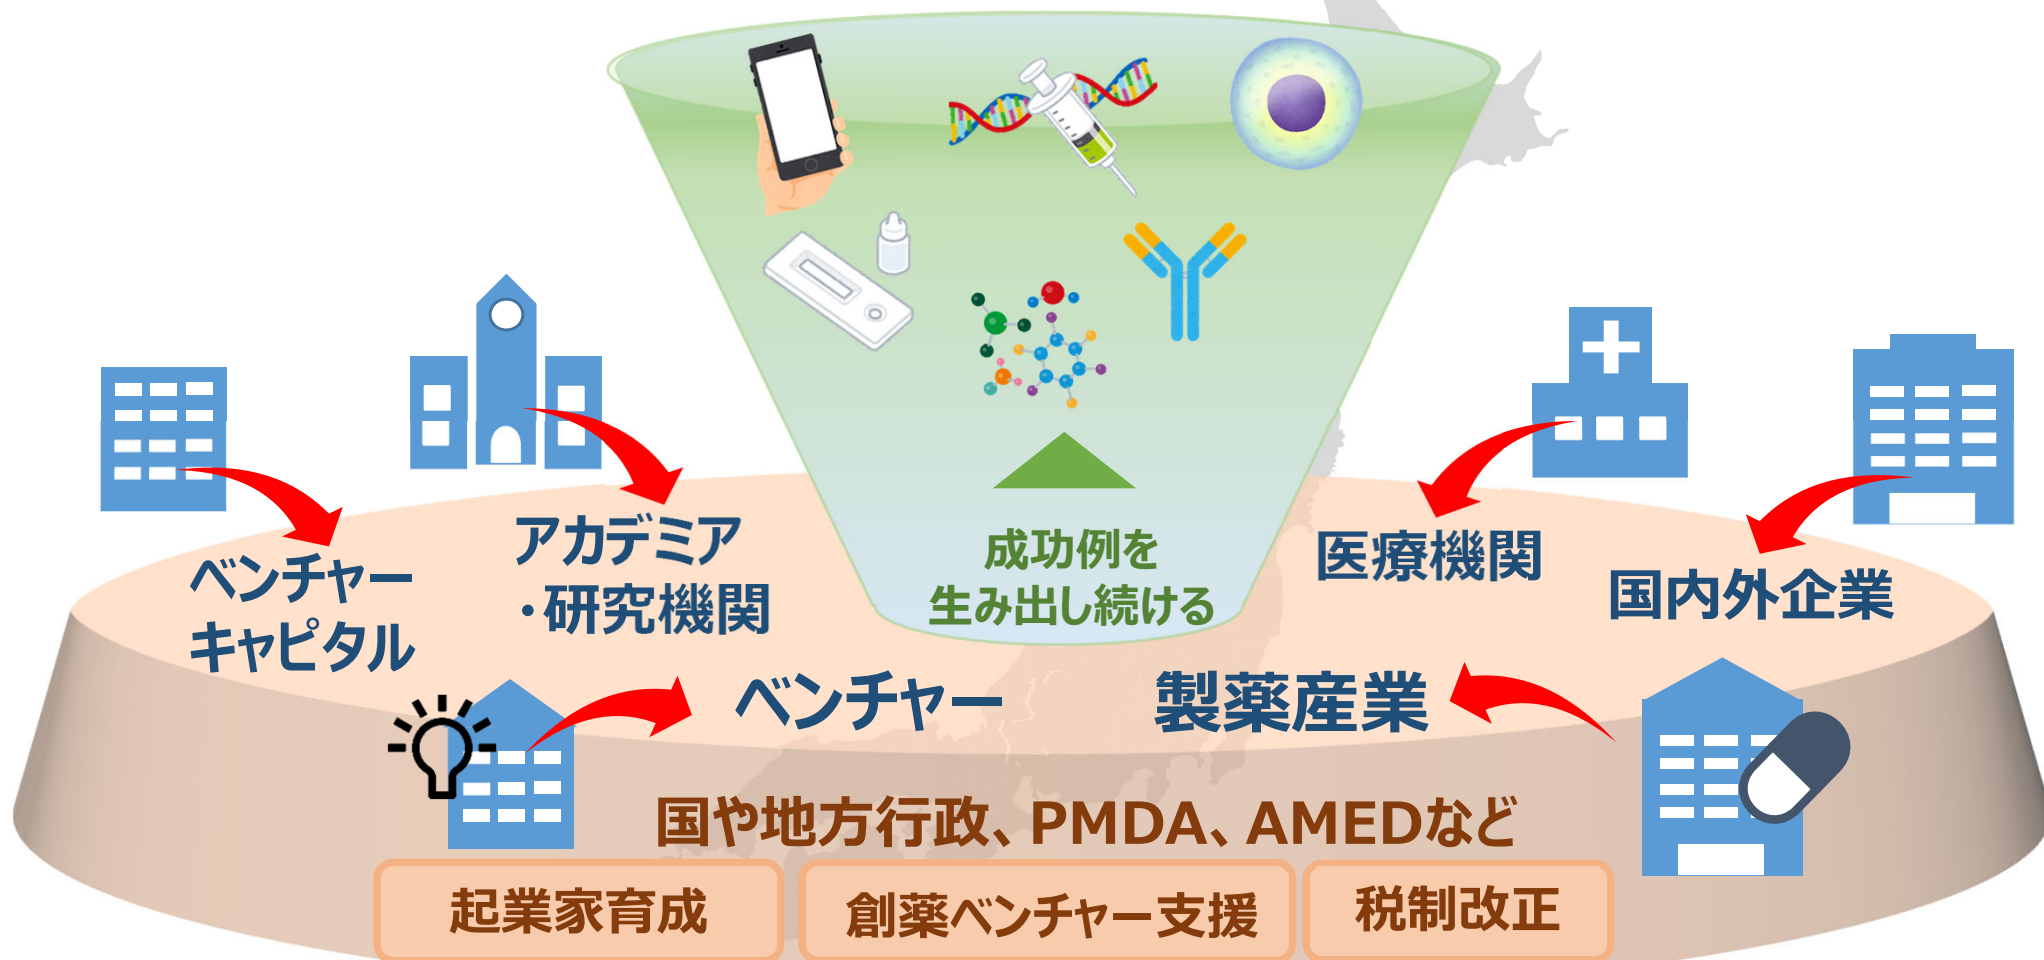 成功例を
生み出し続ける
アカデミア
・研究機関
ベンチャー
キャピタル
医療機関
国内外企業
ベンチャー
製薬産業
国や地方行政、PMDA、AMEDなど
起業家育成
創薬ベンチャー支援
税制改正